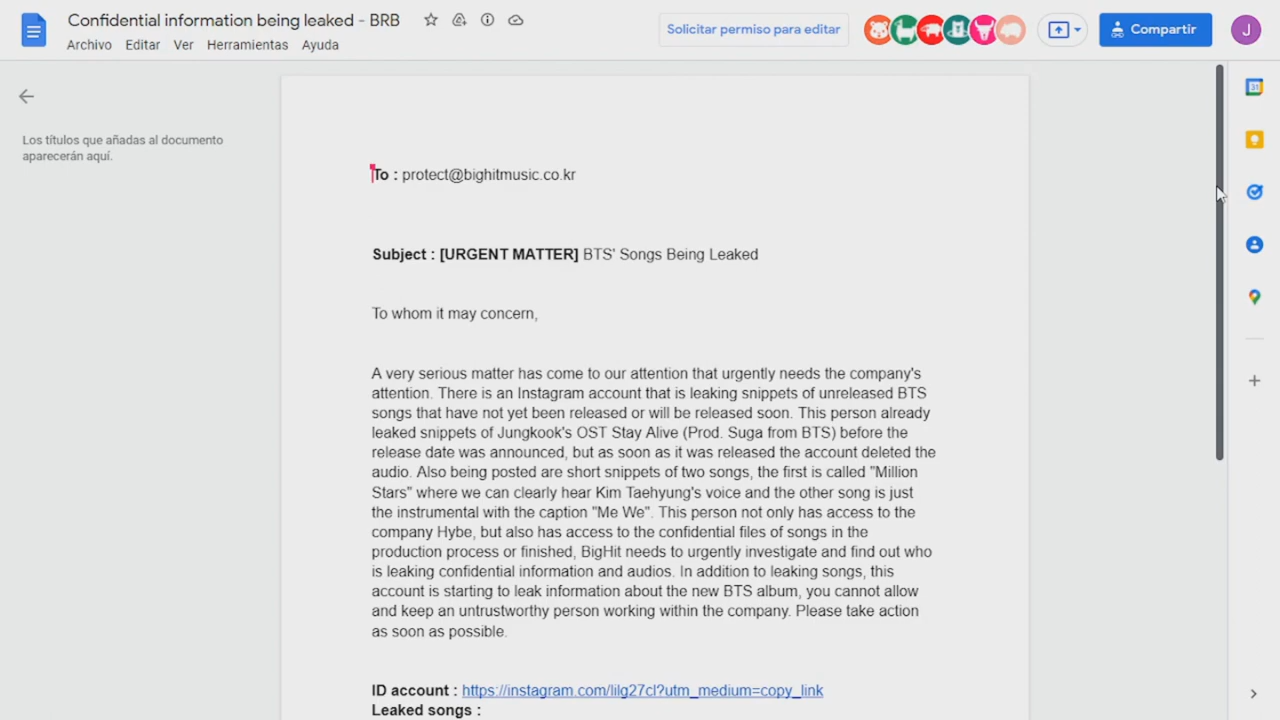 Confidential information being leaked - BRB
Archivo Editar Ver Herramientas Ayuda
Solicitar permiso para editar
Compartir
J
31
Los títulos que añadas al documento
aparecerán aquí.
To : protect@bighitmusic.co.kr
Subject : [URGENT MATTER] BTS' Songs Being Leaked
To whom it may concern,
A very serious matter has come to our attention that urgently needs the company's
attention. There is an Instagram account that is leaking snippets of unreleased BTS
songs that have not yet been released or will be released soon. This person already
leaked snippets of Jungkook's OST Stay Alive (Prod. Suga from BTS) before the
release date was announced, but as soon as it was released the account deleted the
audio. Also being posted are short snippets of two songs, the first is called "Million
Stars" where we can clearly hear Kim Taehyung's voice and the other song is just
the instrumental with the caption "Me We". This person not only has access to the
company Hybe, but also has access to the confidential files of songs in the
production process or finished, BigHit needs to urgently investigate and find out who
is leaking confidential information and audios. In addition to leaking songs, this
account is starting to leak information about the new BTS album, you cannot allow
and keep an untrustworthy person working within the company. Please take action
as soon as possible.
ID account : https://instagram.com/lilg27cl?utm_medium=copy_link
Leaked songs :